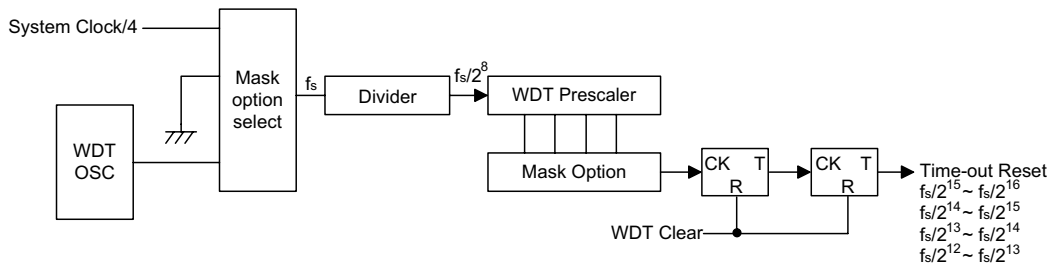 System Clock/4
Mask
option
select
WDT
OSC
fs
Divider
fs/2^8
WDT Prescaler
Mask Option
CK T
R
CK T
R
WDT Clear
Time-out Reset
fs/2^15 ~ fs/2^16
fs/2^14 ~ fs/2^15
fs/2^13 ~ fs/2^14
fs/2^12 ~ fs/2^13